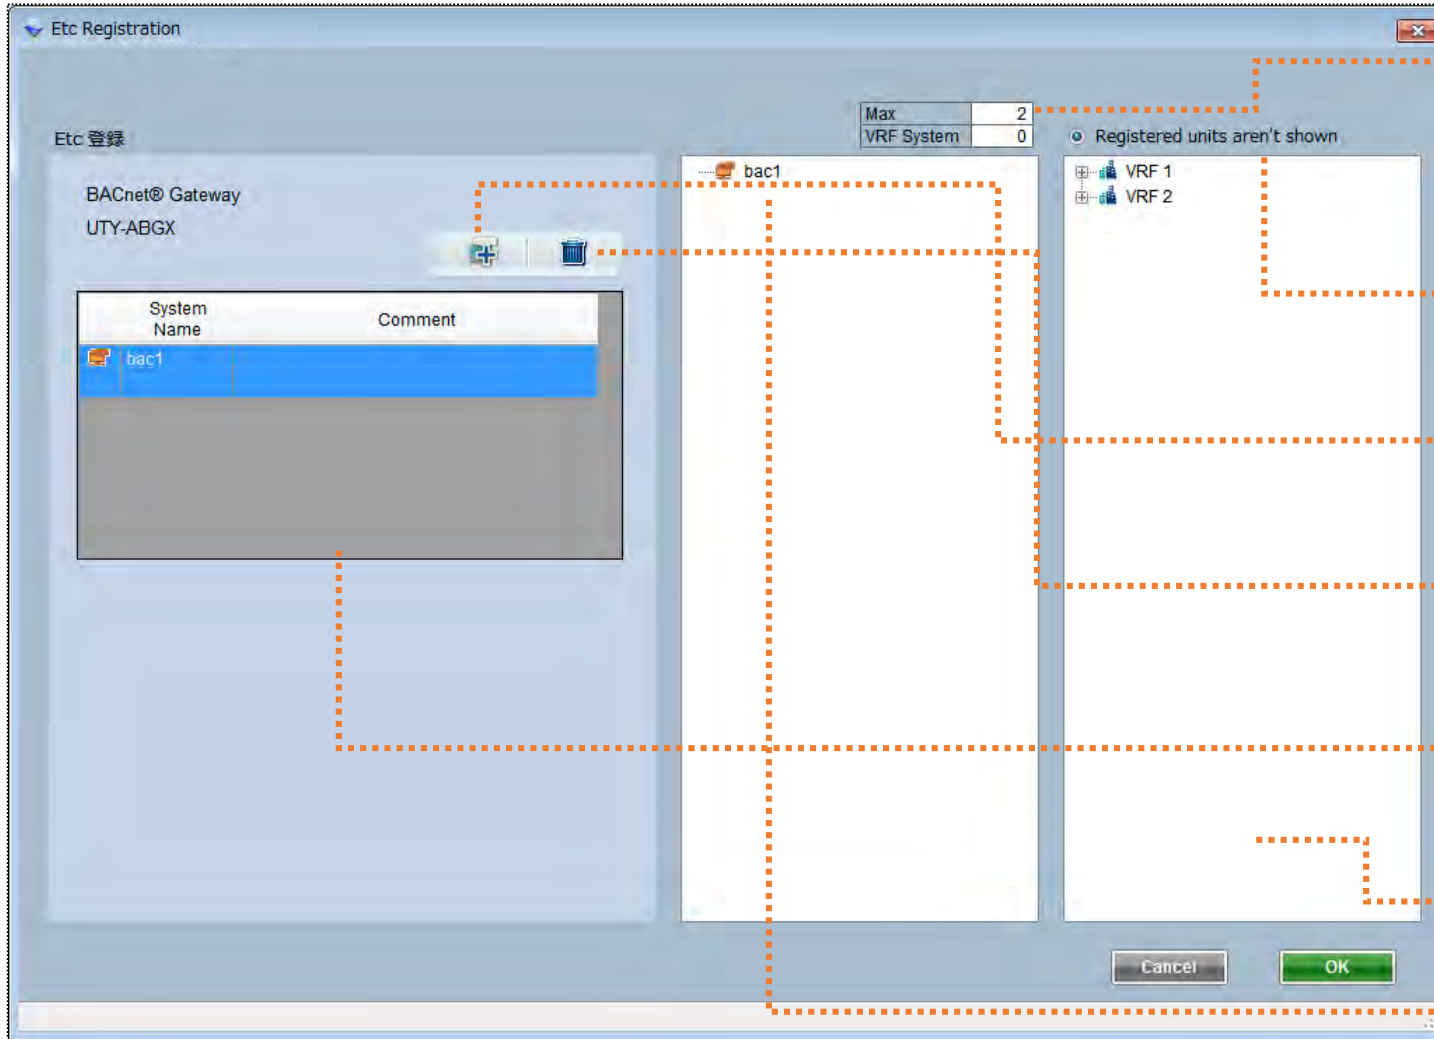 Etc Registration
Etc 登録
BACnet® Gateway
UTY-ABGX
System Name
Comment
bac1
Max 2
VRF System 0
bac1
Registered units aren't shown
VRF 1
VRF 2
Cancel
OK